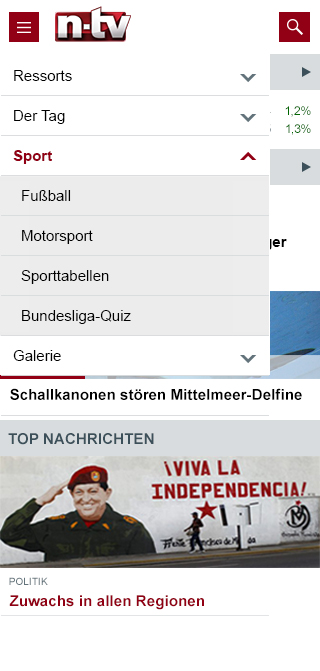 n-tv
Ressorts
1,2%
Der Tag
1,3%
Sport
Fußball
Motorsport
Sporttabellen
Bundesliga-Quiz
Galerie
Schallkanonen stören Mittelmeer-Delfine
TOP NACHRICHTEN
¡VIVA LA
INDEPENDENCIA!
POLITIK
Zuwachs in allen Regionen